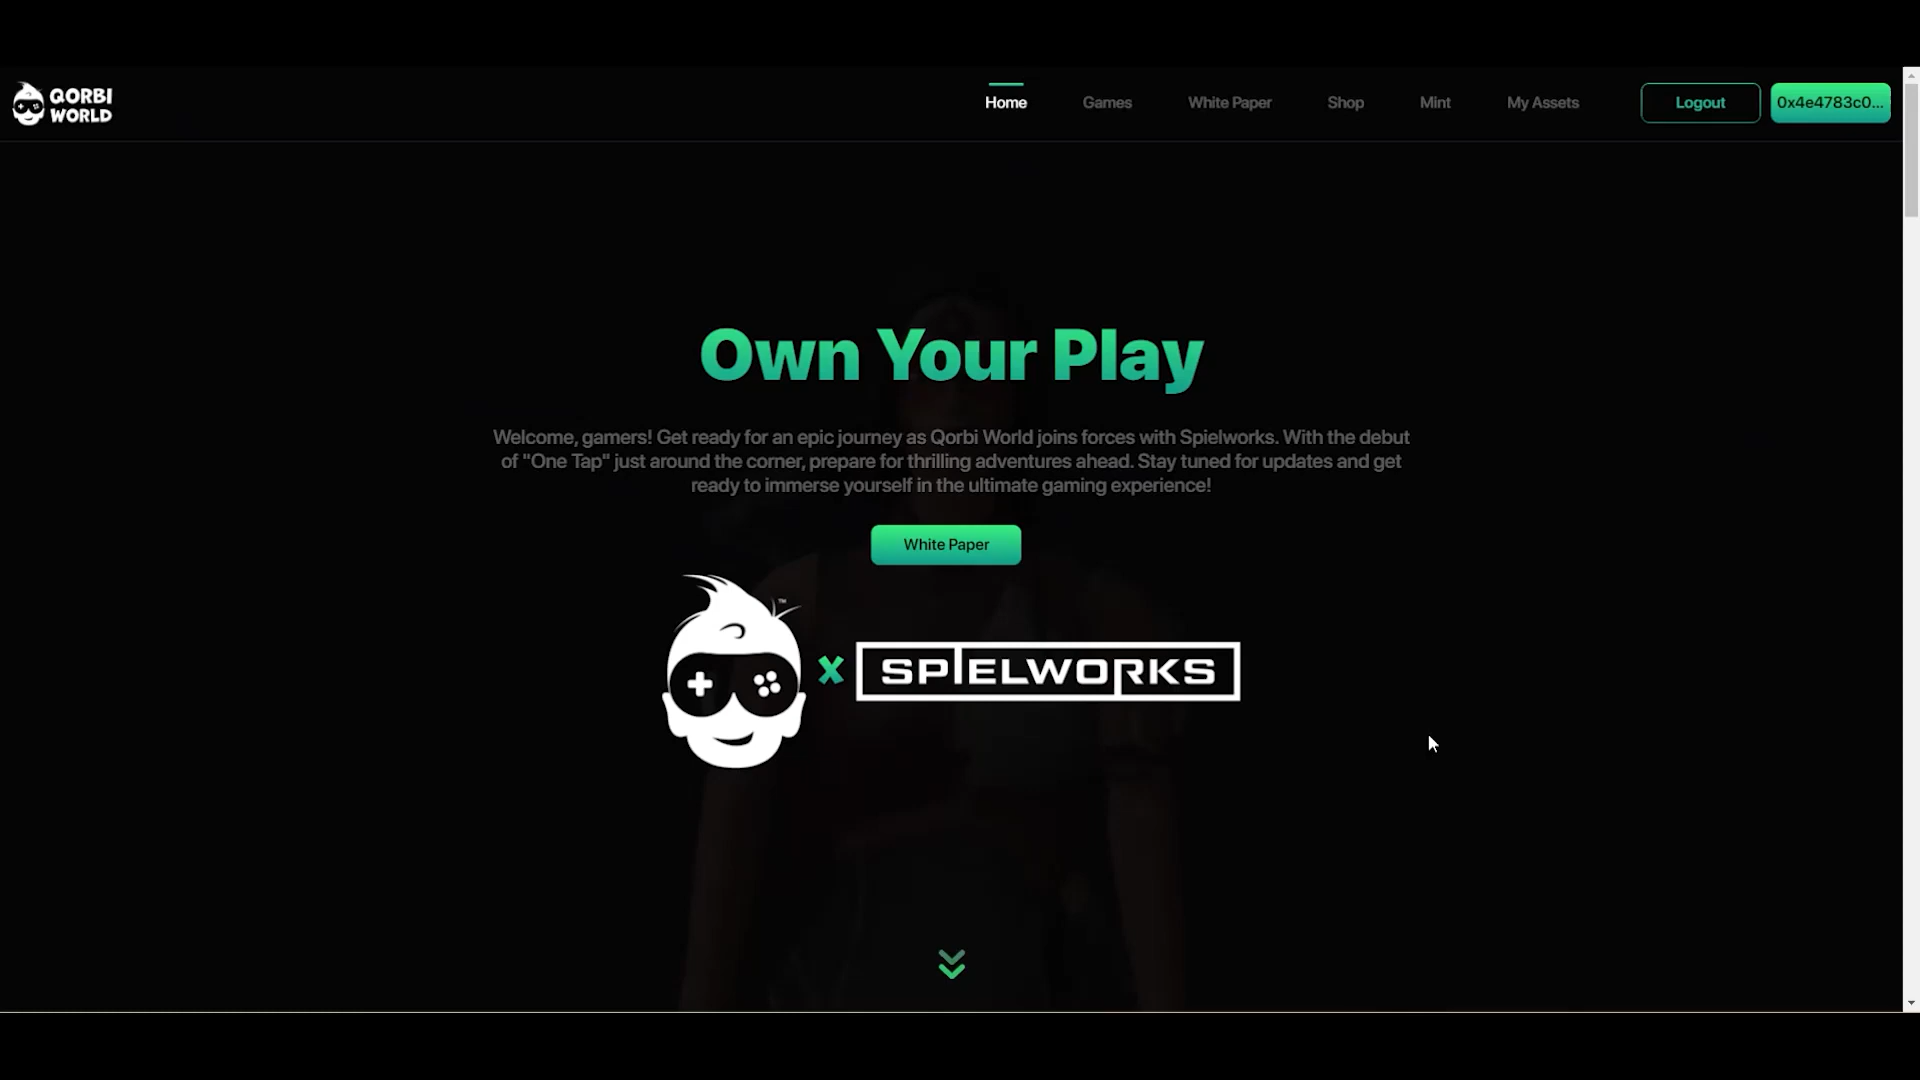 QORBI
WORLD
Home
Games
White Paper
Shop
Mint
My Assets
Logout
0x4e4783c0...
Own Your Play
Welcome, gamers! Get ready for an epic journey as Qorbi World joins forces with Spielworks. With the debut
of "One Tap" just around the corner, prepare for thrilling adventures ahead. Stay tuned for updates and get
ready to immerse yourself in the ultimate gaming experience!
White Paper
™
X
SPIELWORKS